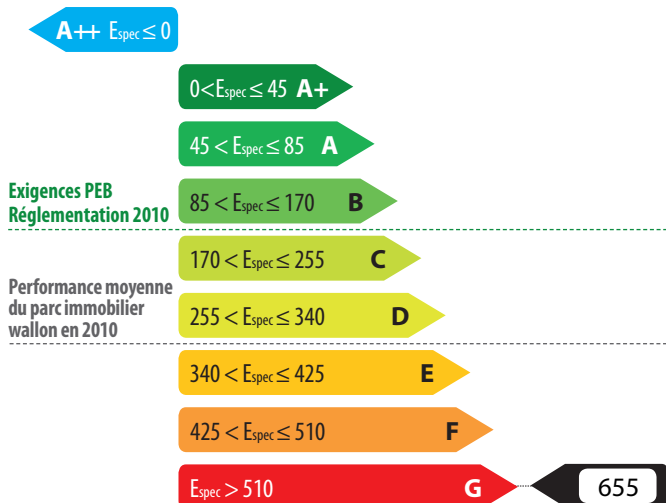 A++ Espec ≤ 0
0<Espec ≤ 45 A+
45 < Espec ≤ 85 A
Exigences PEB
Réglementation 2010
85 < Espec ≤ 170 B
170 < Espec ≤ 255 C
Performance moyenne
du parc immobilier
wallon en 2010
255 < Espec ≤ 340 D
340 < Espec ≤ 425 E
425 < Espec ≤ 510 F
Espec > 510 G
655